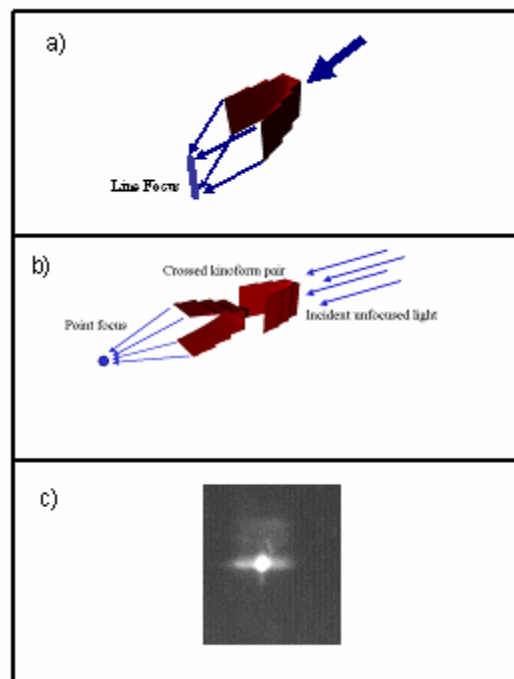 a)
Line Focus
b)
Crossed kinoform pair
Point focus
Incident unfocused light
c)